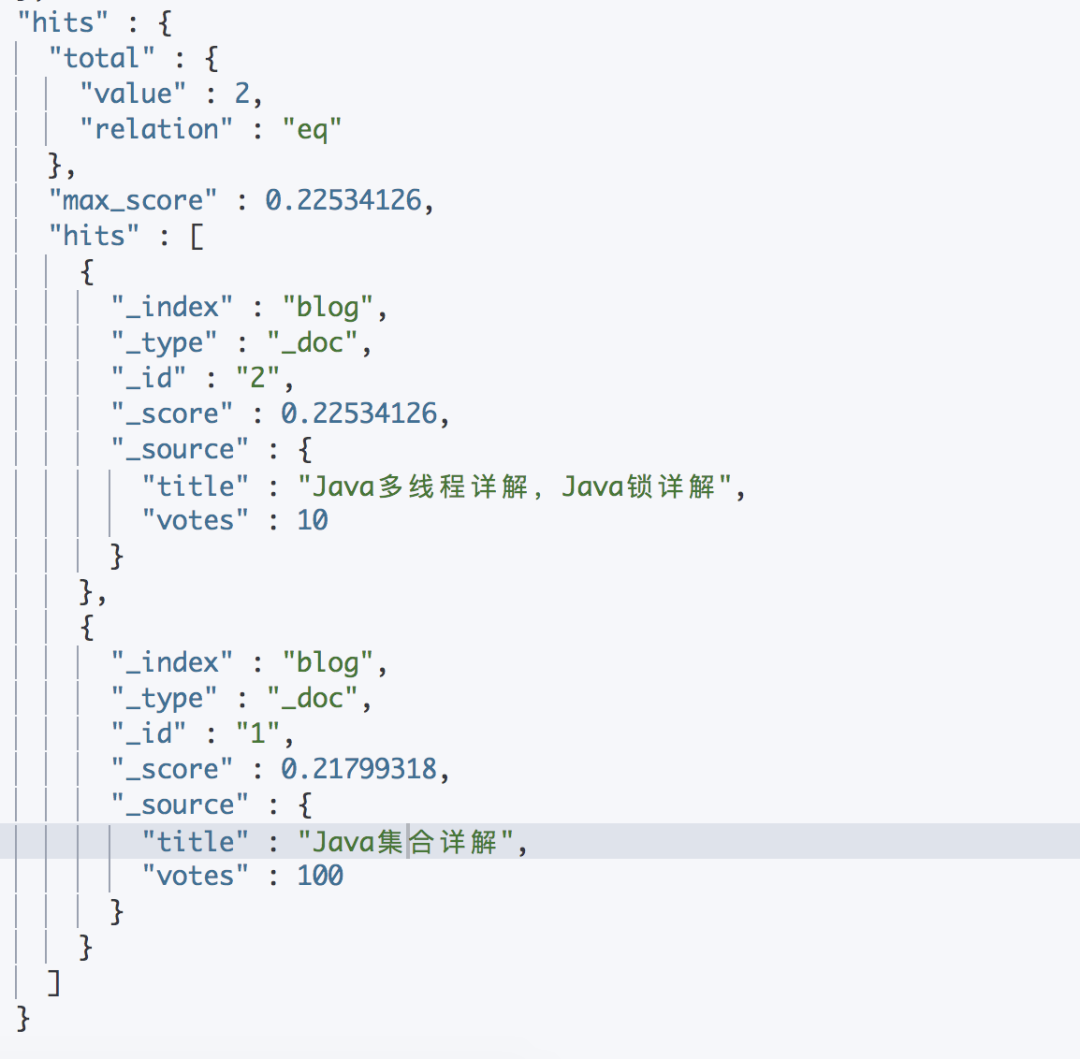 "hits" : {
"total" : {
"value" : 2,
"relation" : "eq"
},
"max_score" : 0.22534126,
"hits" : [
{
"_index" : "blog",
"_type" : "_doc",
"_id" : "2",
"_score" : 0.22534126,
"_source" : {
"title" : "Java多线程详解，Java锁详解",
"votes" : 10
}
},
{
"_index" : "blog",
"_type" : "_doc",
"_id" : "1",
"_score" : 0.21799318,
"_source" : {
"title" : "Java集合详解",
"votes" : 100
}
}
]
}